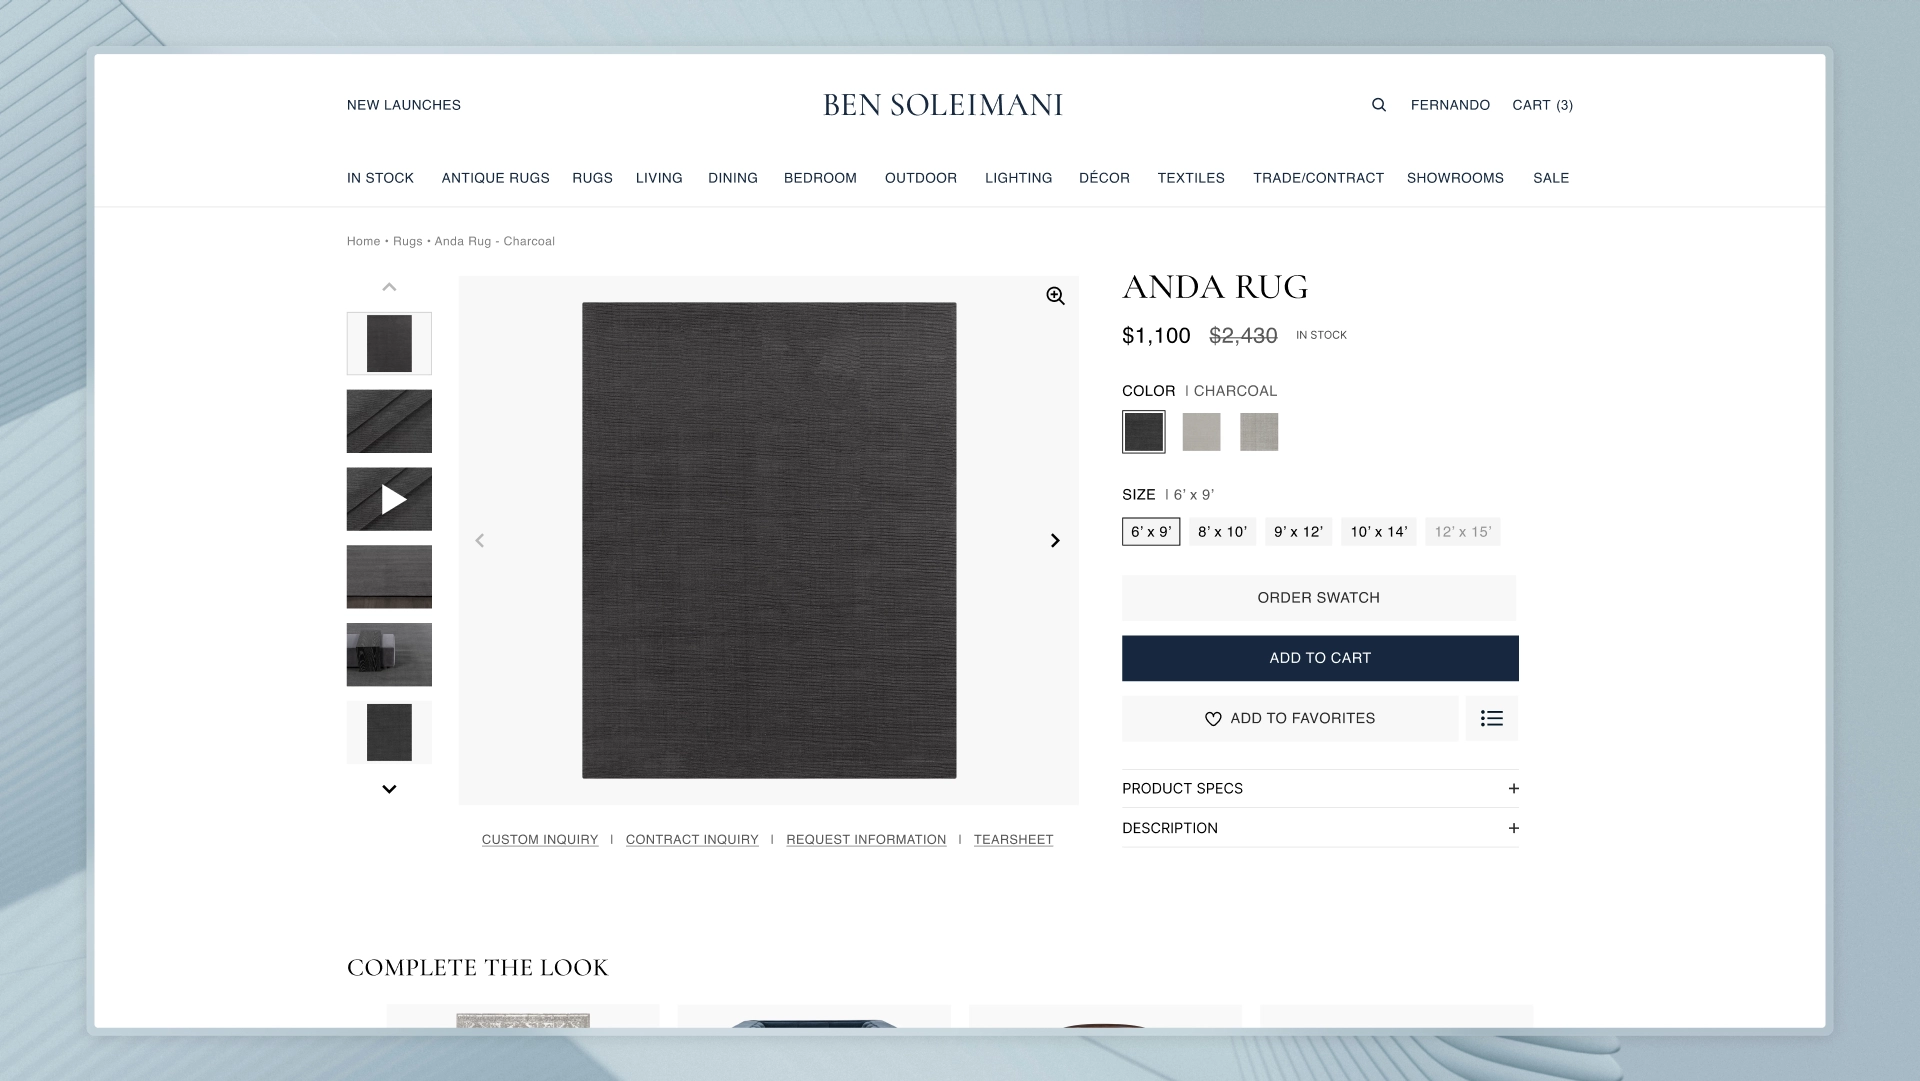 NEW LAUNCHES
BEN SOLEIMANI
FERNANDO
CART (3)
IN STOCK ANTIQUE RUGS RUGS LIVING DINING BEDROOM OUTDOOR LIGHTING DÉCOR TEXTILES TRADE/CONTRACT SHOWROOMS SALE
Home • Rugs • Anda Rug - Charcoal
ANDA RUG
$1,100 $2,430 IN STOCK
COLOR | CHARCOAL
SIZE | 6’ x 9’
6’ x 9’ 8’ x 10’ 9’ x 12’ 10’ x 14’ 12’ x 15’
ORDER SWATCH
ADD TO CART
ADD TO FAVORITES
PRODUCT SPECS +
DESCRIPTION +
CUSTOM INQUIRY | CONTRACT INQUIRY | REQUEST INFORMATION | TEARSHEET
COMPLETE THE LOOK